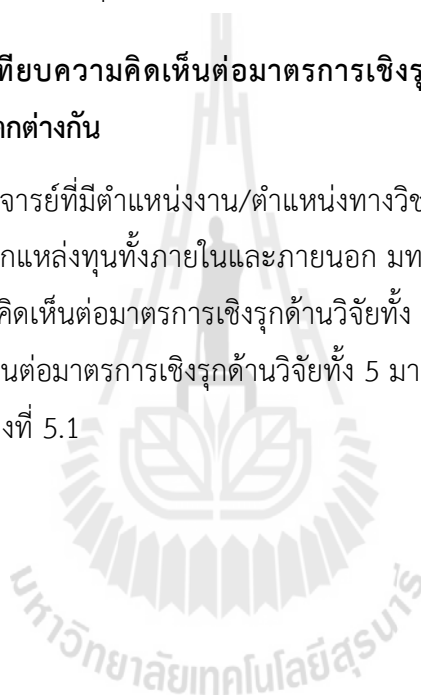 ทียบความคิดเห็นต่อมาตรการเชิงรุ
ากต่างกัน
จารย์ที่มีตำแหน่งงาน/ตำแหน่งทางวิช
กแหล่งทุนทั้งภายในและภายนอก มท
คิดเห็นต่อมาตรการเชิงรุกด้านวิจัยทั้ง
นต่อมาตรการเชิงรุกด้านวิจัยทั้ง 5 มา
งที่ 5.1
มหาวิทยาลัยเทคโนโลยีสุรนารี